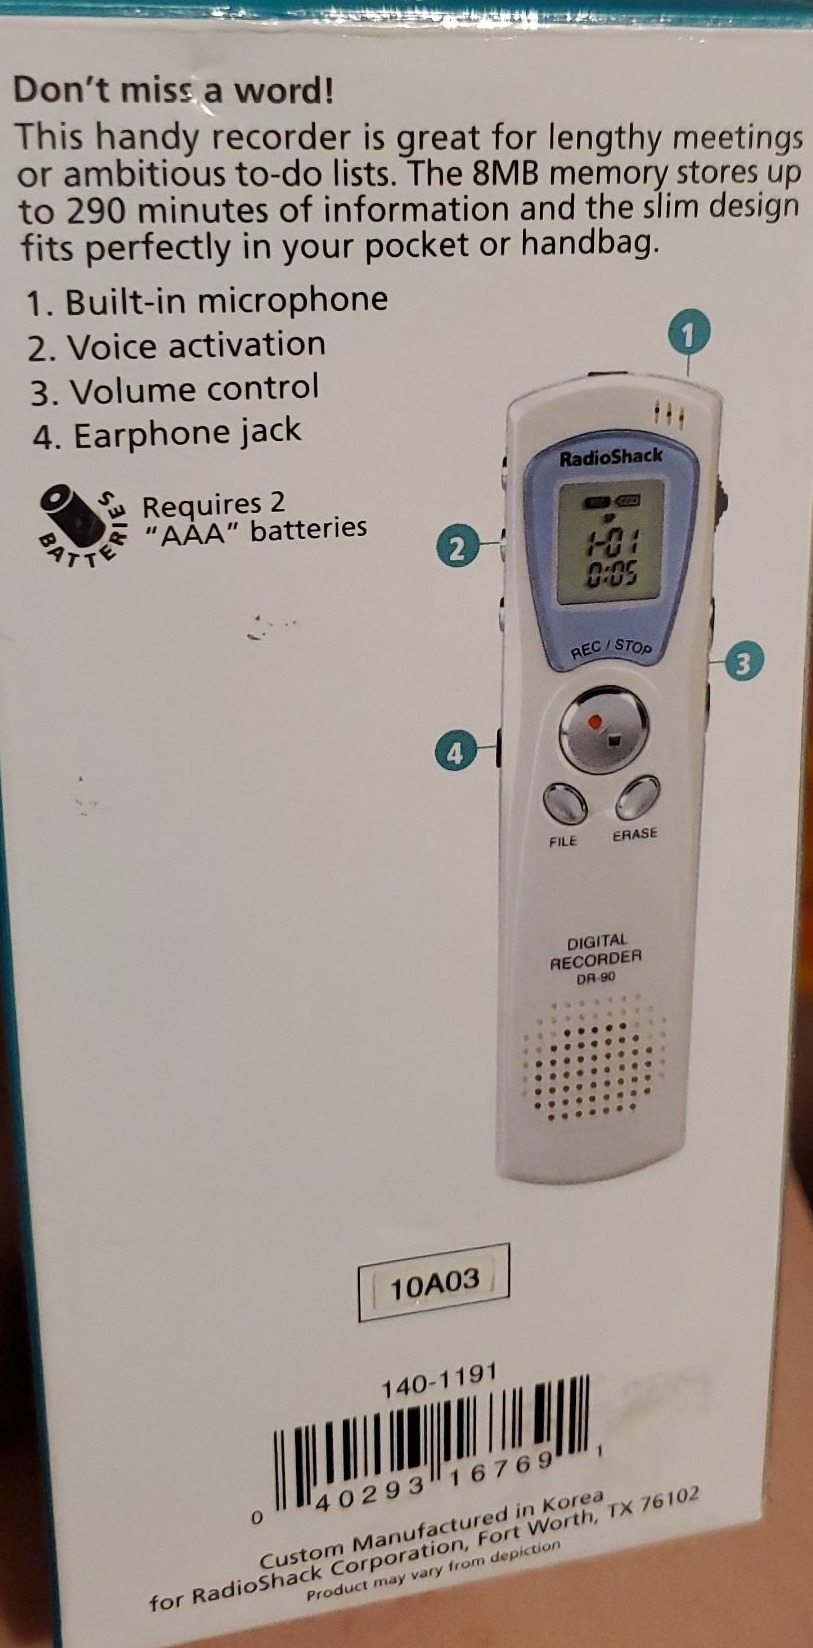 Don't miss a word!
This handy recorder is great for lengthy meetings
or ambitious to-do lists. The 8MB memory stores up
to 290 minutes of information and the slim design
fits perfectly in your pocket or handbag.
1. Built-in microphone
2. Voice activation
3. Volume control
4. Earphone jack
BATTERIES
Requires 2
"AAA" batteries
1
RadioShack
SP
1-01
0:05
2
REC / STOP
3
4
FILE
ERASE
DIGITAL
RECORDER
DR-90
10A03
140-1191
0 40293 16769 1
Custom Manufactured in Korea
for RadioShack Corporation, Fort Worth, TX 76102
Product may vary from depiction